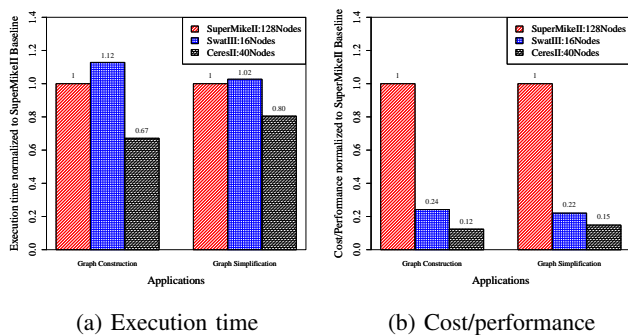 Execution time normalized to SuperMikeII Baseline
0.0
0.2
0.4
0.6
0.8
1.0
1.2
1.4
SuperMikeII:128Nodes
SwatIII:16Nodes
CeresII:40Nodes
1
1.12
0.67
1
1.02
0.80
Graph Construction
Graph Simplification
Applications
(a) Execution time
Cost/Performance normalized to SuperMikeII Baseline
0.0
0.2
0.4
0.6
0.8
1.0
1.2
1.4
SuperMikeII:128Nodes
SwatIII:16Nodes
CeresII:40Nodes
1
0.24
0.12
1
0.22
0.15
Graph Construction
Graph Simplification
Applications
(b) Cost/performance